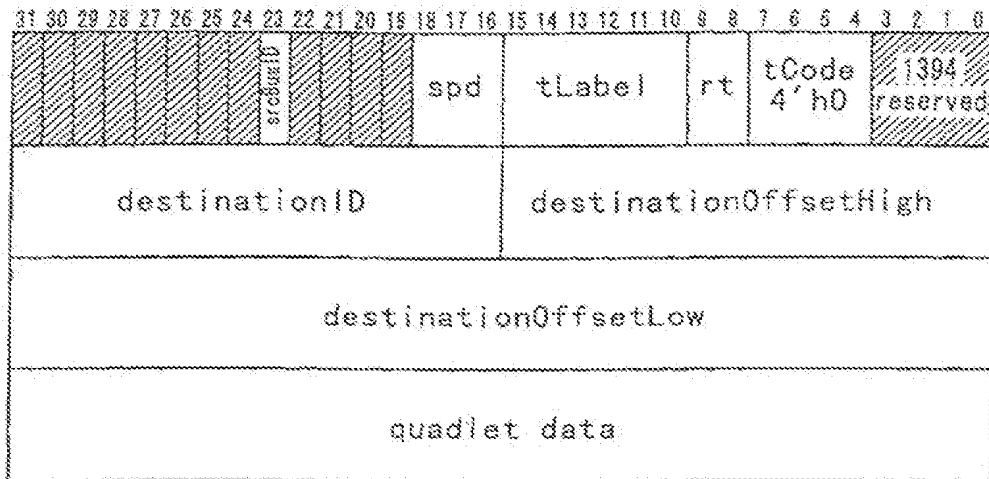 31 30 29 28 27 26 25 24 23 22 21 20 19 18 17 16 15 14 13 12 11 10 9 8 7 6 5 4 3 2 1 0
srcBusID spd tLabel rt tCode 1394
4'h0 reserved
destinationID destinationOffsetHigh
destinationOffsetLow
quadlet data